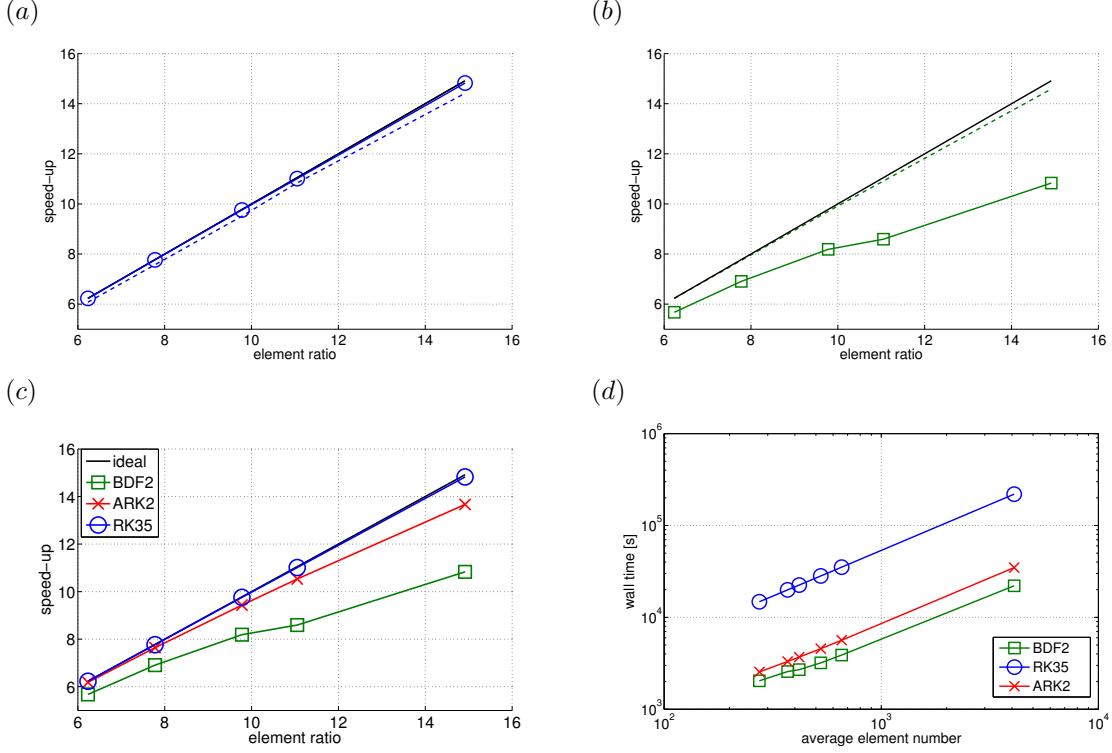 (a)
16
14
12
10
8
6
speed−up
6 8 10 12 14 16
element ratio
(b)
16
14
12
10
8
6
speed−up
6 8 10 12 14 16
element ratio
(c)
16
14
12
10
8
6
speed−up
ideal
BDF2
ARK2
RK35
6 8 10 12 14 16
element ratio
(d)
10^6
10^5
10^4
10^3
wall time [s]
BDF2
RK35
ARK2
10^2 10^3 10^4
average element number